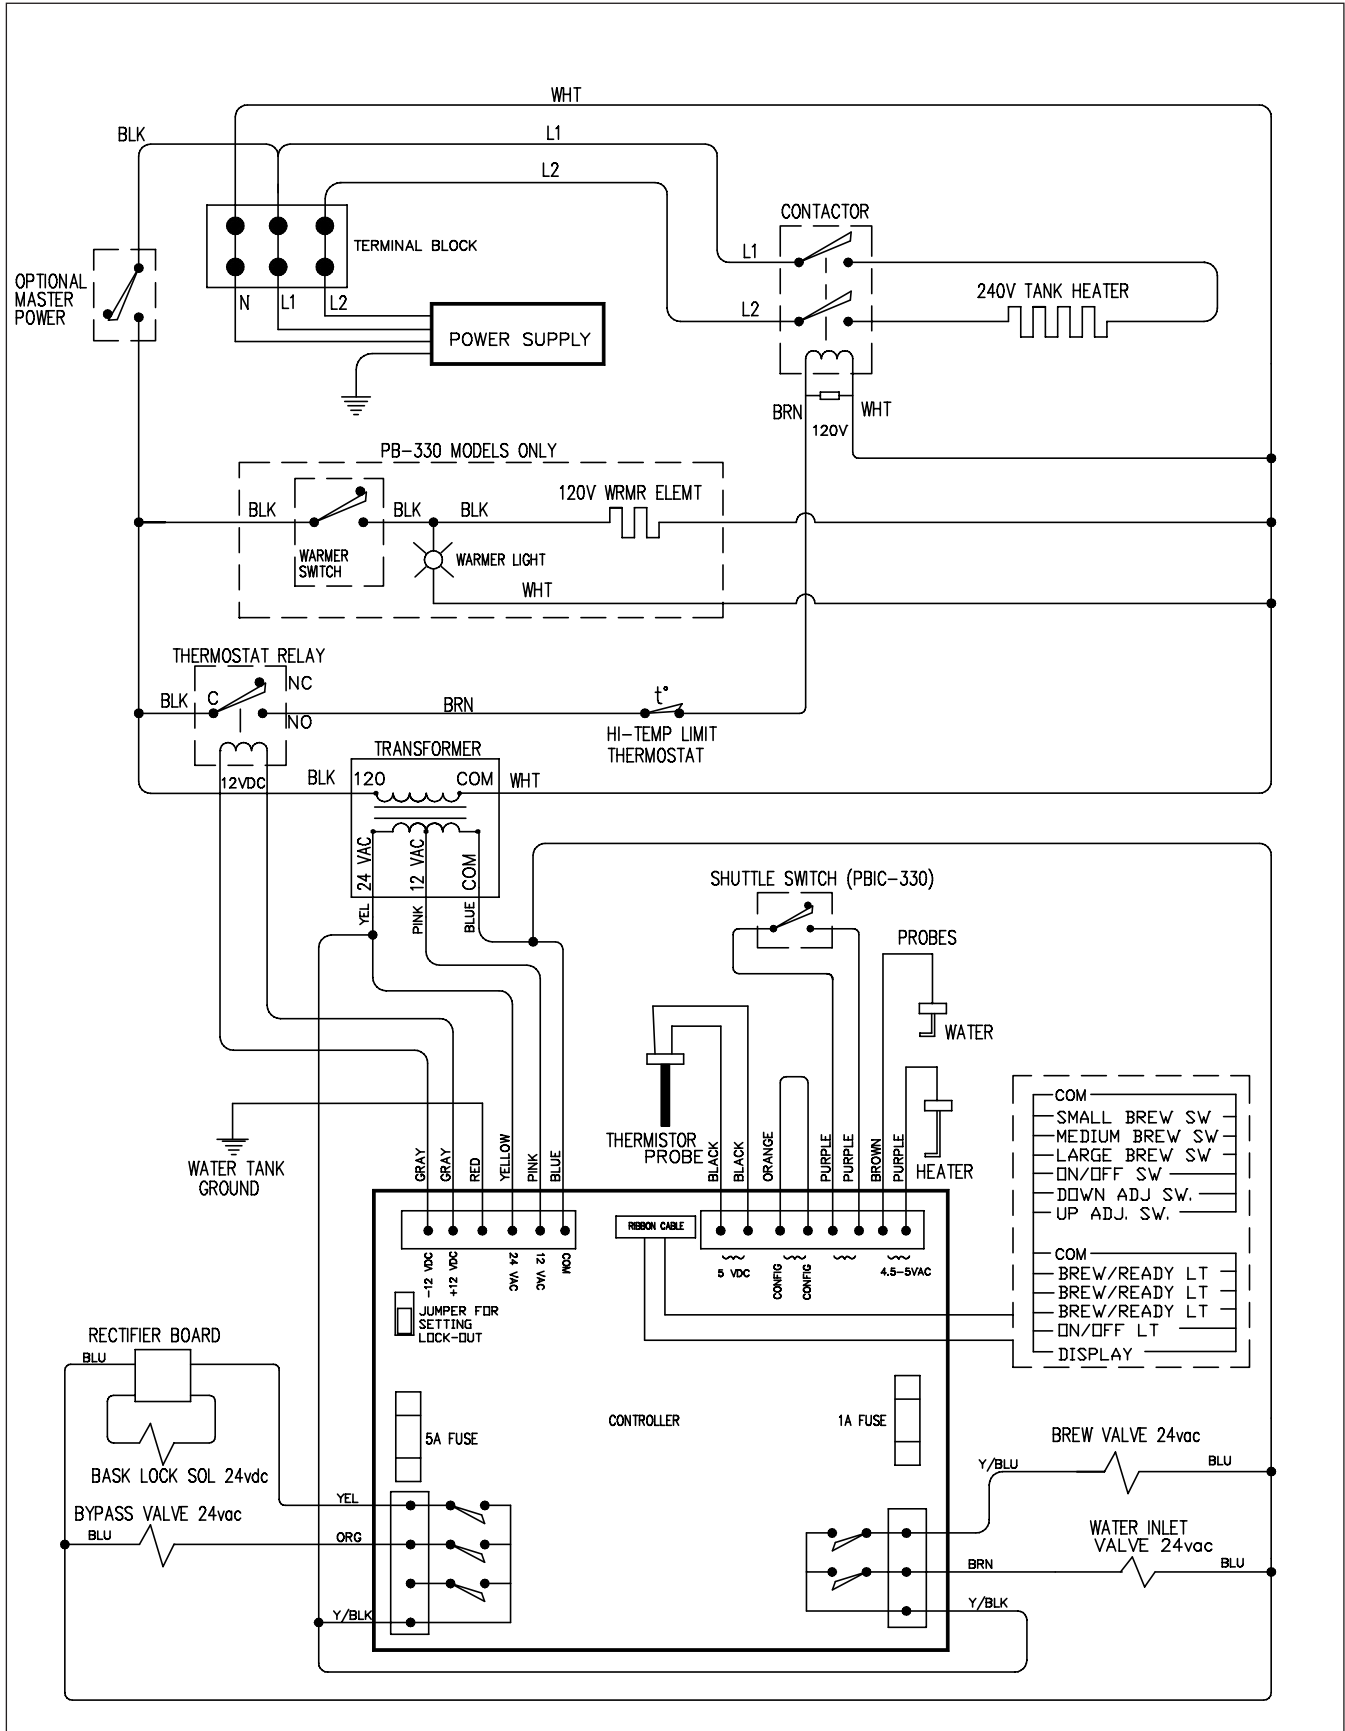 WHT
BLK
L1
L2
CONTACTOR
TERMINAL BLOCK
L1
OPTIONAL
MASTER
POWER
240V TANK HEATER
N
L1
L2
L2
POWER SUPPLY
BRN
WHT
120V
PB-330 MODELS ONLY
120V WRMR ELEMT
BLK
BLK
BLK
WARMER
SWITCH
WARMER LIGHT
WHT
THERMOSTAT RELAY
NC
BLK
C
NO
BRN
t°
HI-TEMP LIMIT
THERMOSTAT
TRANSFORMER
12VDC
BLK
120
COM
WHT
24 VAC
12 VAC
COM
YEL
PINK
BLUE
SHUTTLE SWITCH (PBIC-330)
PROBES
WATER
HEATER
THERMISTOR
PROBE
WATER TANK
GROUND
GRAY
GRAY
RED
YELLOW
PINK
BLUE
BLACK
BLACK
ORANGE
PURPLE
PURPLE
BROWN
PURPLE
COM
SMALL BREW SW
MEDIUM BREW SW
LARGE BREW SW
ON/OFF SW
DOWN ADJ SW.
UP ADJ. SW.
COM
BREW/READY LT
BREW/READY LT
BREW/READY LT
ON/OFF LT
DISPLAY
RIBBON CABLE
-12 VDC
+12 VDC
24 VAC
12 VAC
COM
5 VDC
CONFIG
CONFIG
4.5-5VAC
JUMPER FOR
SETTING
LOCK-OUT
RECTIFIER BOARD
BLU
BASK LOCK SOL 24vdc
5A FUSE
CONTROLLER
1A FUSE
BREW VALVE 24vac
Y/BLU
BLU
YEL
BYPASS VALVE 24vac
BLU
ORG
WATER INLET
VALVE 24vac
BRN
BLU
Y/BLK
Y/BLK